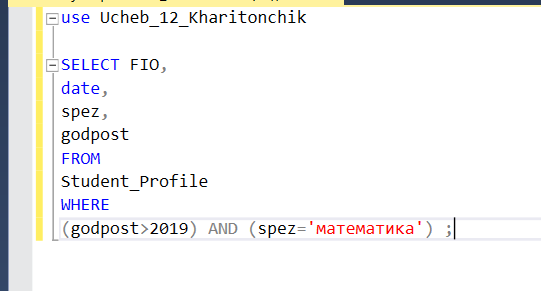 use Ucheb_12_Kharitonchik
SELECT FIO,
date,
spez,
godpost
FROM
Student_Profile
WHERE
(godpost>2019) AND (spez='математика') ;